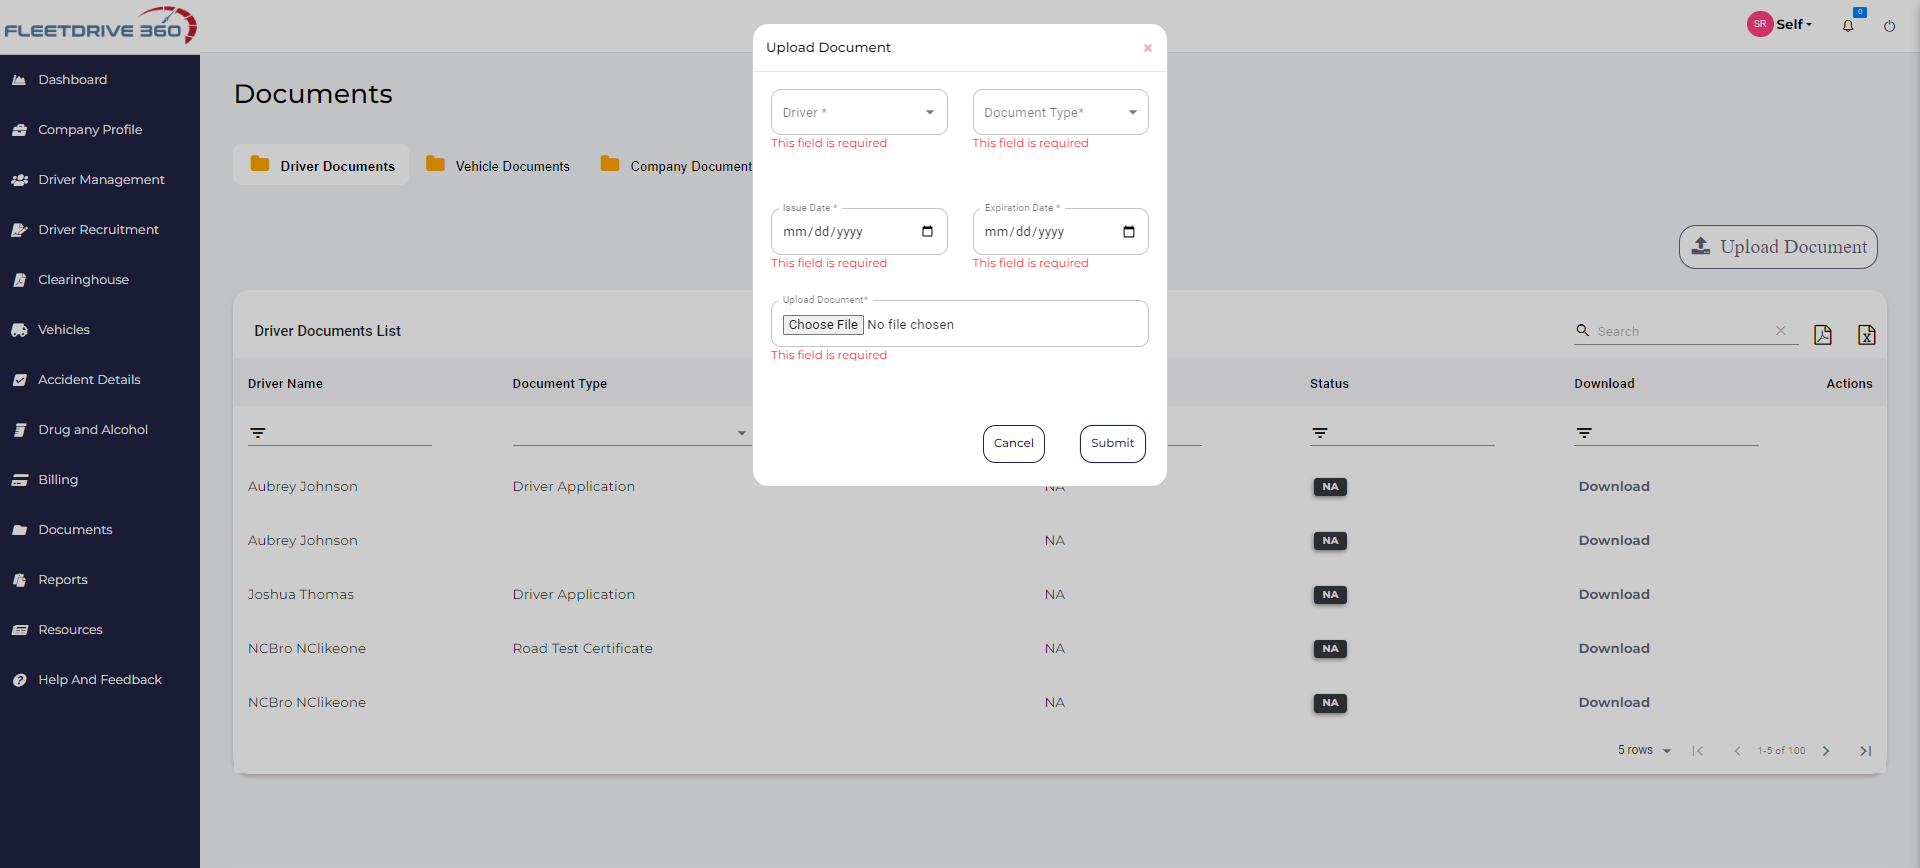 FLEETDRIVE 360
SR Self
0
Dashboard
Company Profile
Driver Management
Driver Recruitment
Clearinghouse
Vehicles
Accident Details
Drug and Alcohol
Billing
Documents
Reports
Resources
Help And Feedback
Documents
Driver Documents Vehicle Documents Company Document
Upload Document
Driver Documents List
Search
Driver Name Document Type Status Download Actions
Aubrey Johnson Driver Application NA NA Download
Aubrey Johnson NA NA Download
Joshua Thomas Driver Application NA NA Download
NCBro NClikeone Road Test Certificate NA NA Download
NCBro NClikeone NA NA Download
5 rows 1-5 of 100
Upload Document
Driver * Document Type*
This field is required This field is required
Issue Date * Expiration Date *
mm/dd/yyyy mm/dd/yyyy
This field is required This field is required
Upload Document*
Choose File No file chosen
This field is required
Cancel Submit